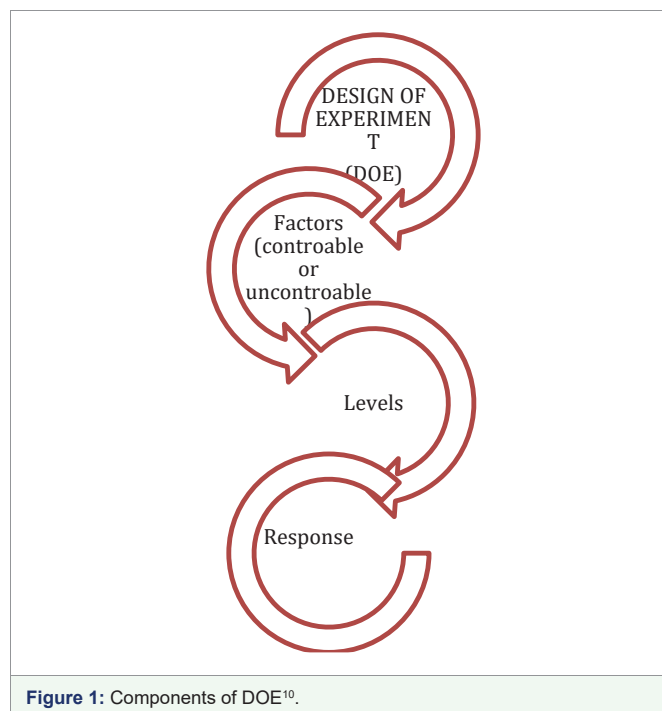 DESIGN OF
EXPERIMEN
T
(DOE)
Factors
(controable
or
uncontroable
)
Levels
Response
Figure 1: Components of DOE¹⁰.